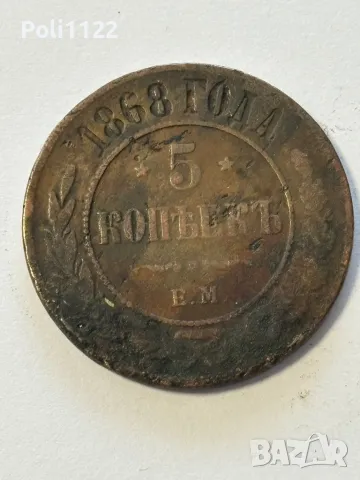 Poli1122
1868 ГОДА
5
КОПѢЕКЪ
Е.М
BAZAR